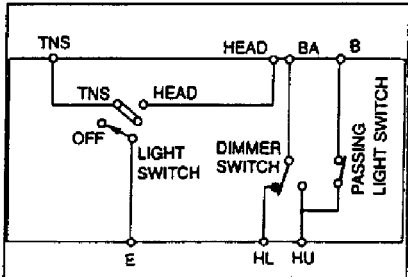 TNS HEAD BA B
TNS HEAD
OFF
LIGHT
SWITCH
DIMMER
SWITCH
PASSING
LIGHT SWITCH
E HL HU